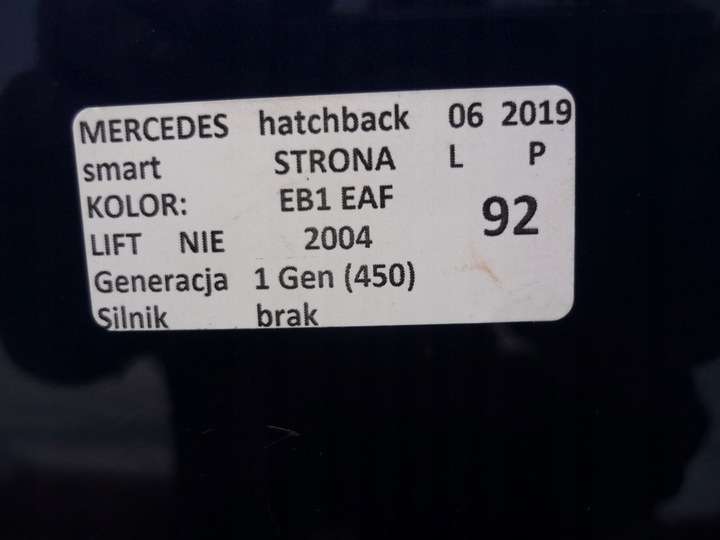 MERCEDES hatchback 06 2019
smart STRONA L P
KOLOR: EB1 EAF 92
LIFT NIE 2004
Generacja 1 Gen (450)
Silnik brak